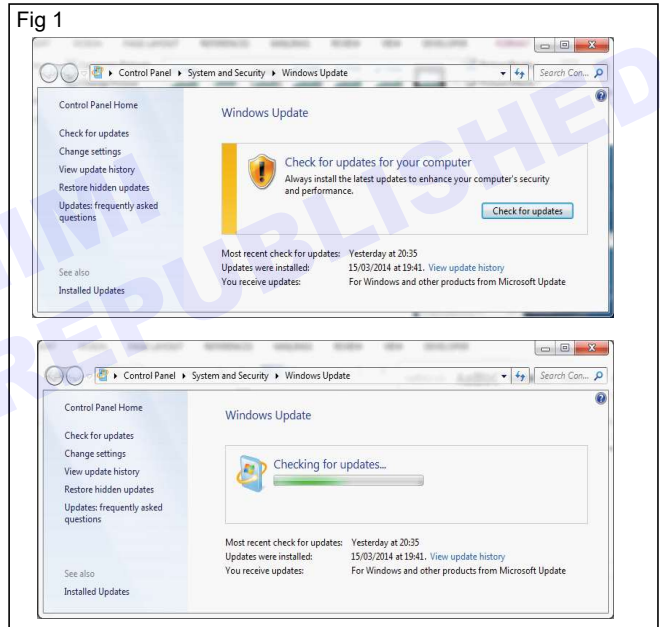 Fig 1
Control Panel ▸ System and Security ▸ Windows Update
Search Con...
Control Panel Home
Check for updates
Change settings
View update history
Restore hidden updates
Updates: frequently asked
questions
See also
Installed Updates
Windows Update
Check for updates for your computer
Always install the latest updates to enhance your computer's security
and performance.
Check for updates
Most recent check for updates: Yesterday at 20:35
Updates were installed: 15/03/2014 at 19:41. View update history
You receive updates: For Windows and other products from Microsoft Update
Control Panel ▸ System and Security ▸ Windows Update
Search Con...
Control Panel Home
Check for updates
Change settings
View update history
Restore hidden updates
Updates: frequently asked
questions
See also
Installed Updates
Windows Update
Checking for updates...
Most recent check for updates: Yesterday at 20:35
Updates were installed: 15/03/2014 at 19:41. View update history
You receive updates: For Windows and other products from Microsoft Update
NIMI
REPUBLISHED